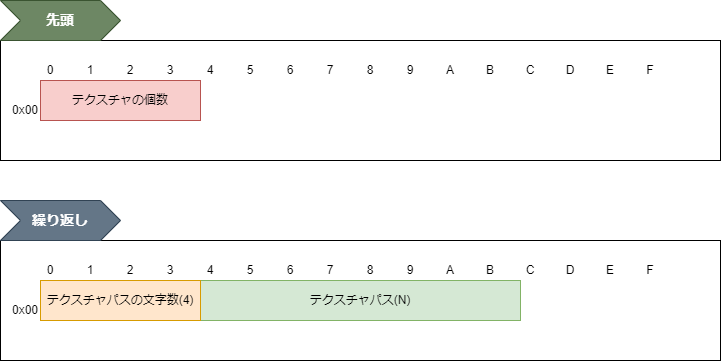 先頭
0 1 2 3 4 5 6 7 8 9 A B C D E F
0x00 テクスチャの個数
繰り返し
0 1 2 3 4 5 6 7 8 9 A B C D E F
0x00 テクスチャパスの文字数(4) テクスチャパス(N)